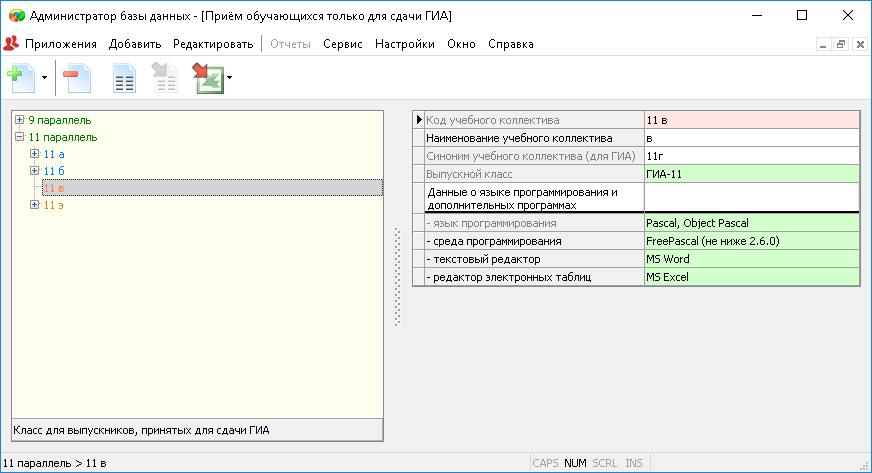 Администратор базы данных - [Приём обучающихся только для сдачи ГИА]
Приложения Добавить Редактировать Отчеты Сервис Настройки Окно Справка
9 параллель
11 параллель
11 а
11 б
11 в
11 э
Класс для выпускников, принятых для сдачи ГИА
Код учебного коллектива 11 в
Наименование учебного коллектива в
Синоним учебного коллектива (для ГИА) 11г
Выпускной класс ГИА-11
Данные о языке программирования и
дополнительных программах
- язык программирования Pascal, Object Pascal
- среда программирования FreePascal (не ниже 2.6.0)
- текстовый редактор MS Word
- редактор электронных таблиц MS Excel
11 параллель > 11 в CAPS NUM SCRL INS